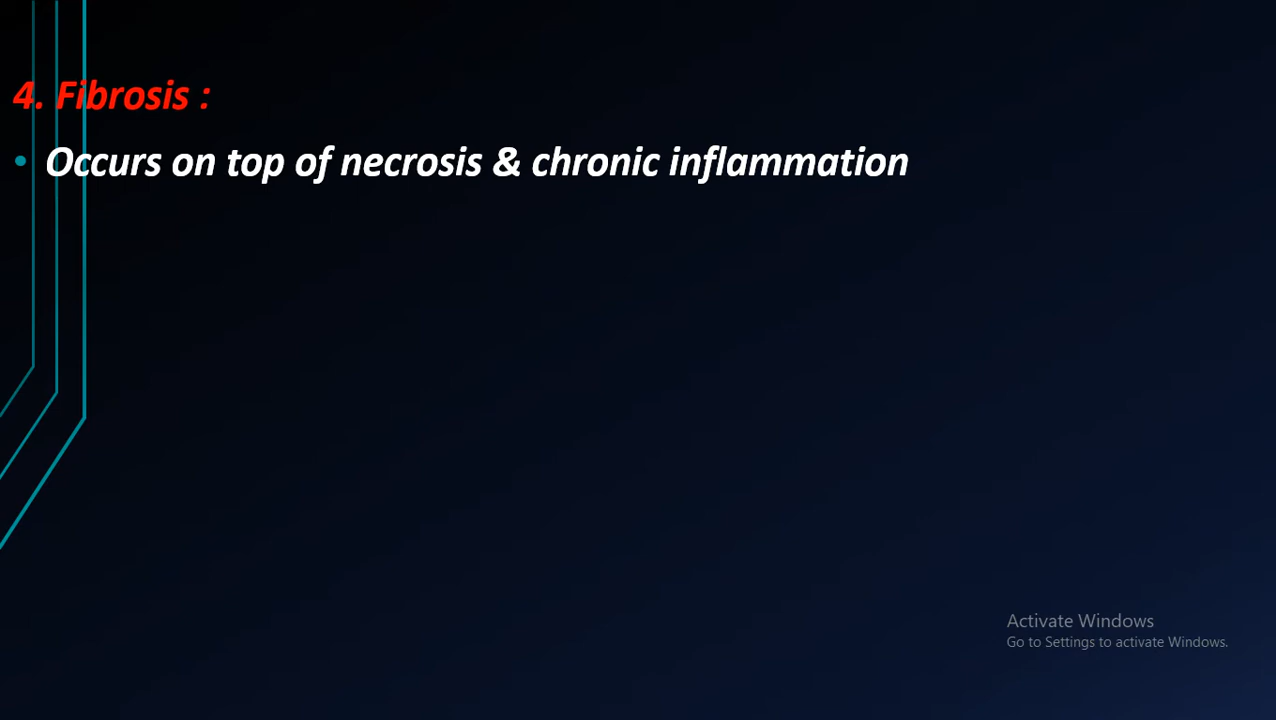 4. Fibrosis :
• Occurs on top of necrosis & chronic inflammation
Activate Windows
Go to Settings to activate Windows.